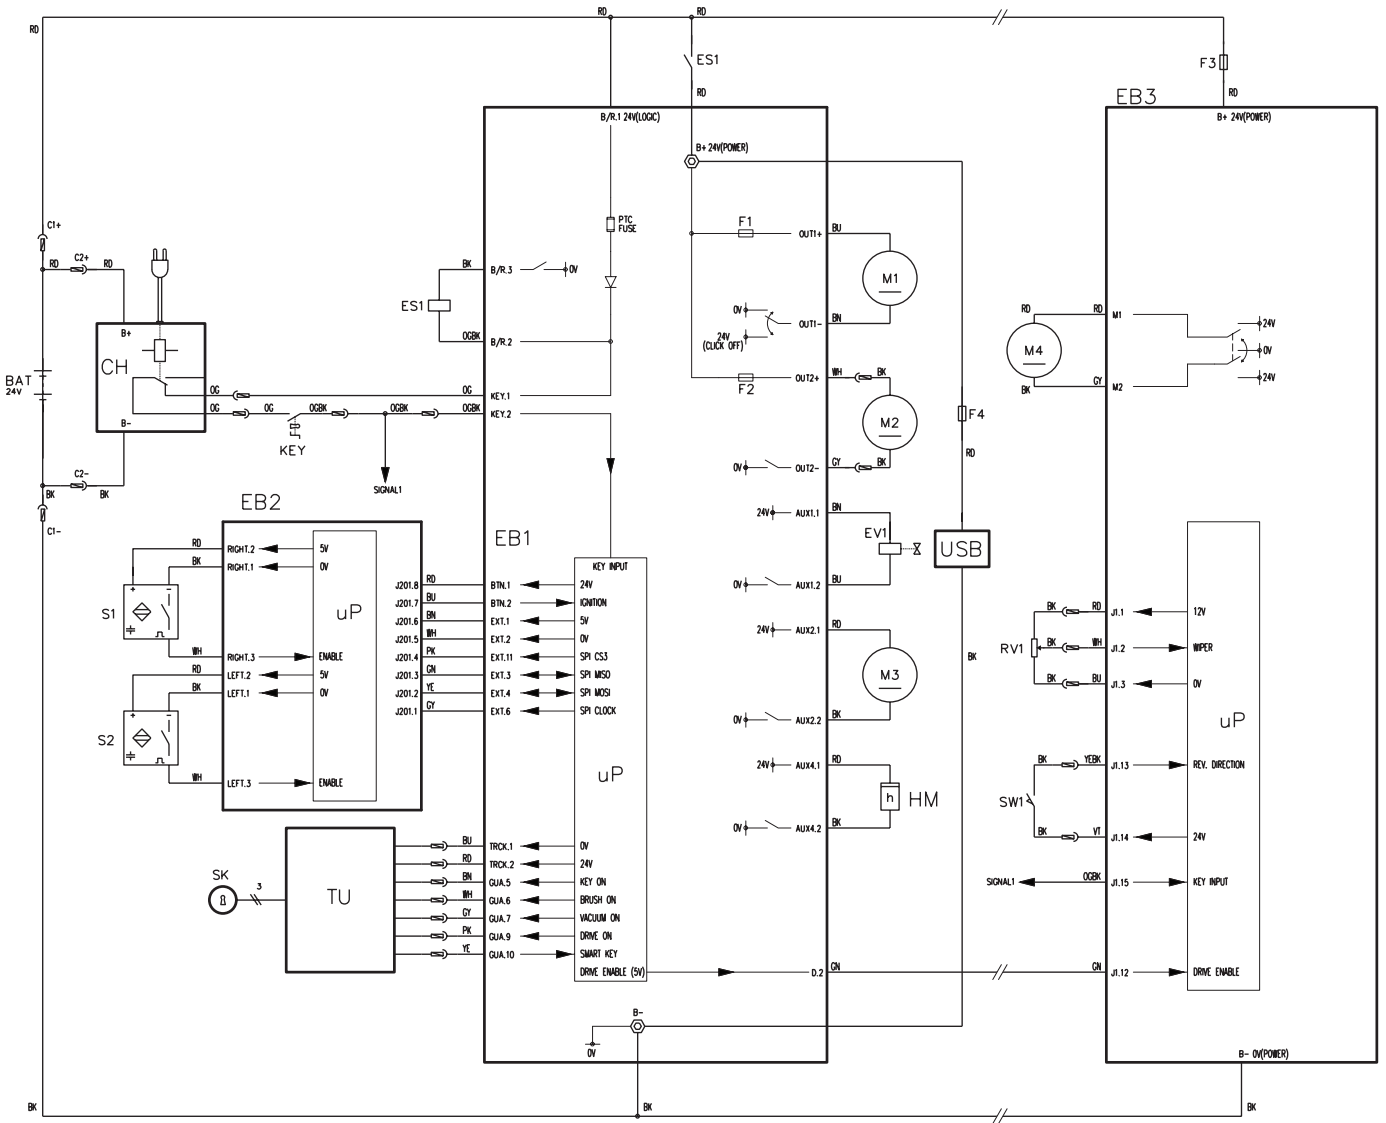 RD
RD
RD
RD
ES1
F3
RD
RD
EB3
B/R.1 24V(LOGIC)
B+ 24V(POWER)
B+ 24V(POWER)
C1+
PTC
FUSE
F1
OUT1+
BU
C2+
RD
RD
BK
B/R.3
0V
M1
ES1
0V
24V
(CLICK OFF)
OUT1-
BN
RD
RD
M1
24V
B+
CH
OGBK
B/R.2
M4
0V
BAT
24V
OUT2+
WH
BK
BK
GY
M2
24V
F2
OG
OG
KEY.1
OG
OG
OGBK
OGBK
OGBK
KEY.2
F4
B-
KEY
M2
RD
C2-
BK
BK
SIGNAL1
0V
OUT2-
GY
BK
C1-
EB2
EB1
24V
AUX1.1
BN
EV1
USB
RD
RIGHT.2
5V
BK
RIGHT.1
0V
KEY INPUT
J201.8
RD
BTN.1
24V
0V
AUX1.2
BU
S1
uP
J201.7
BU
BTN.2
IGNITION
BK
RD
J1.1
12V
J201.6
BN
EXT.1
5V
24V
AUX2.1
RD
J201.5
WH
EXT.2
0V
RV1
BK
WH
J1.2
WIPER
WH
RIGHT.3
ENABLE
J201.4
PK
EXT.11
SPI CS3
BK
RD
LEFT.2
5V
J201.3
GN
EXT.3
SPI MISO
M3
BK
BU
J1.3
0V
BK
LEFT.1
0V
J201.2
YE
EXT.4
SPI MOSI
J201.1
GY
EXT.6
SPI CLOCK
0V
AUX2.2
BK
uP
S2
uP
24V
AUX4.1
RD
BK
YEBK
J1.13
REV. DIRECTION
WH
LEFT.3
ENABLE
h
HM
SW1
0V
AUX4.2
BK
BK
VT
J1.14
24V
BU
TRCK.1
0V
RD
TRCK.2
24V
SK
3
TU
BN
GUA.5
KEY ON
SIGNAL1
OGBK
J1.15
KEY INPUT
WH
GUA.6
BRUSH ON
GY
GUA.7
VACUUM ON
PK
GUA.9
DRIVE ON
YE
GUA.10
SMART KEY
DRIVE ENABLE (5V)
D.2
GN
GN
J1.12
DRIVE ENABLE
B-
0V
B- 0V(POWER)
BK
BK
BK